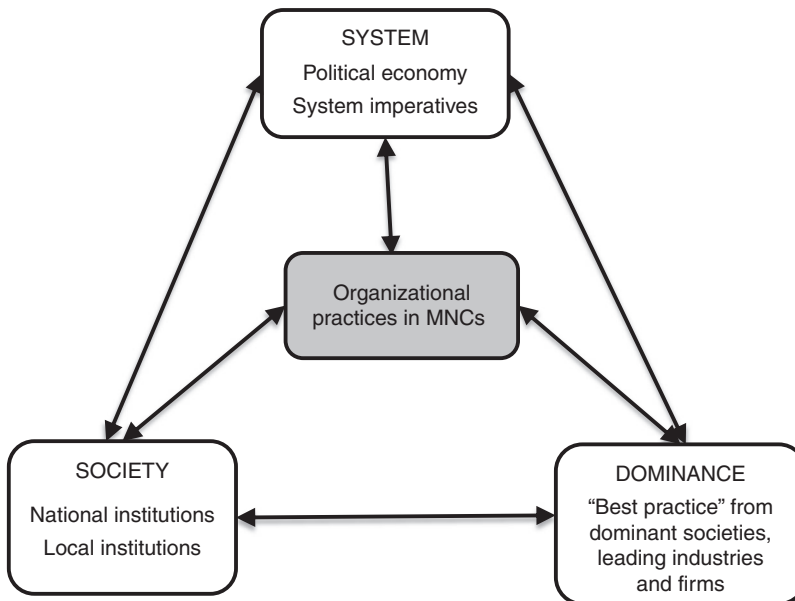 SYSTEM
Political economy
System imperatives
Organizational
practices in MNCs
SOCIETY
National institutions
Local institutions
DOMINANCE
“Best practice” from
dominant societies,
leading industries
and firms